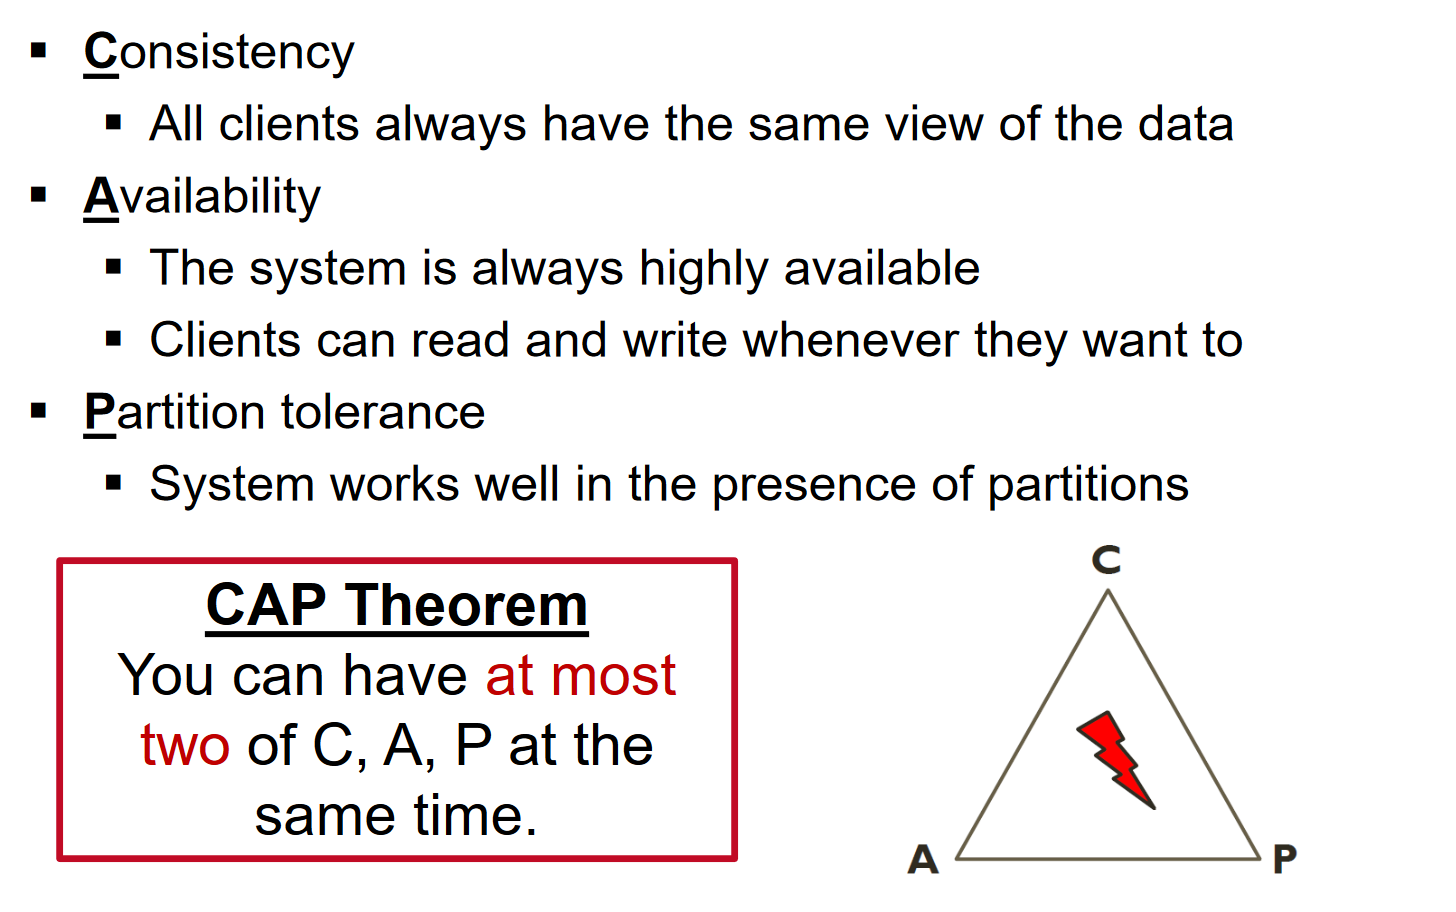 ▪ Consistency
▪ All clients always have the same view of the data
▪ Availability
▪ The system is always highly available
▪ Clients can read and write whenever they want to
▪ Partition tolerance
▪ System works well in the presence of partitions
CAP Theorem
You can have at most
two of C, A, P at the
same time.
C
A
P